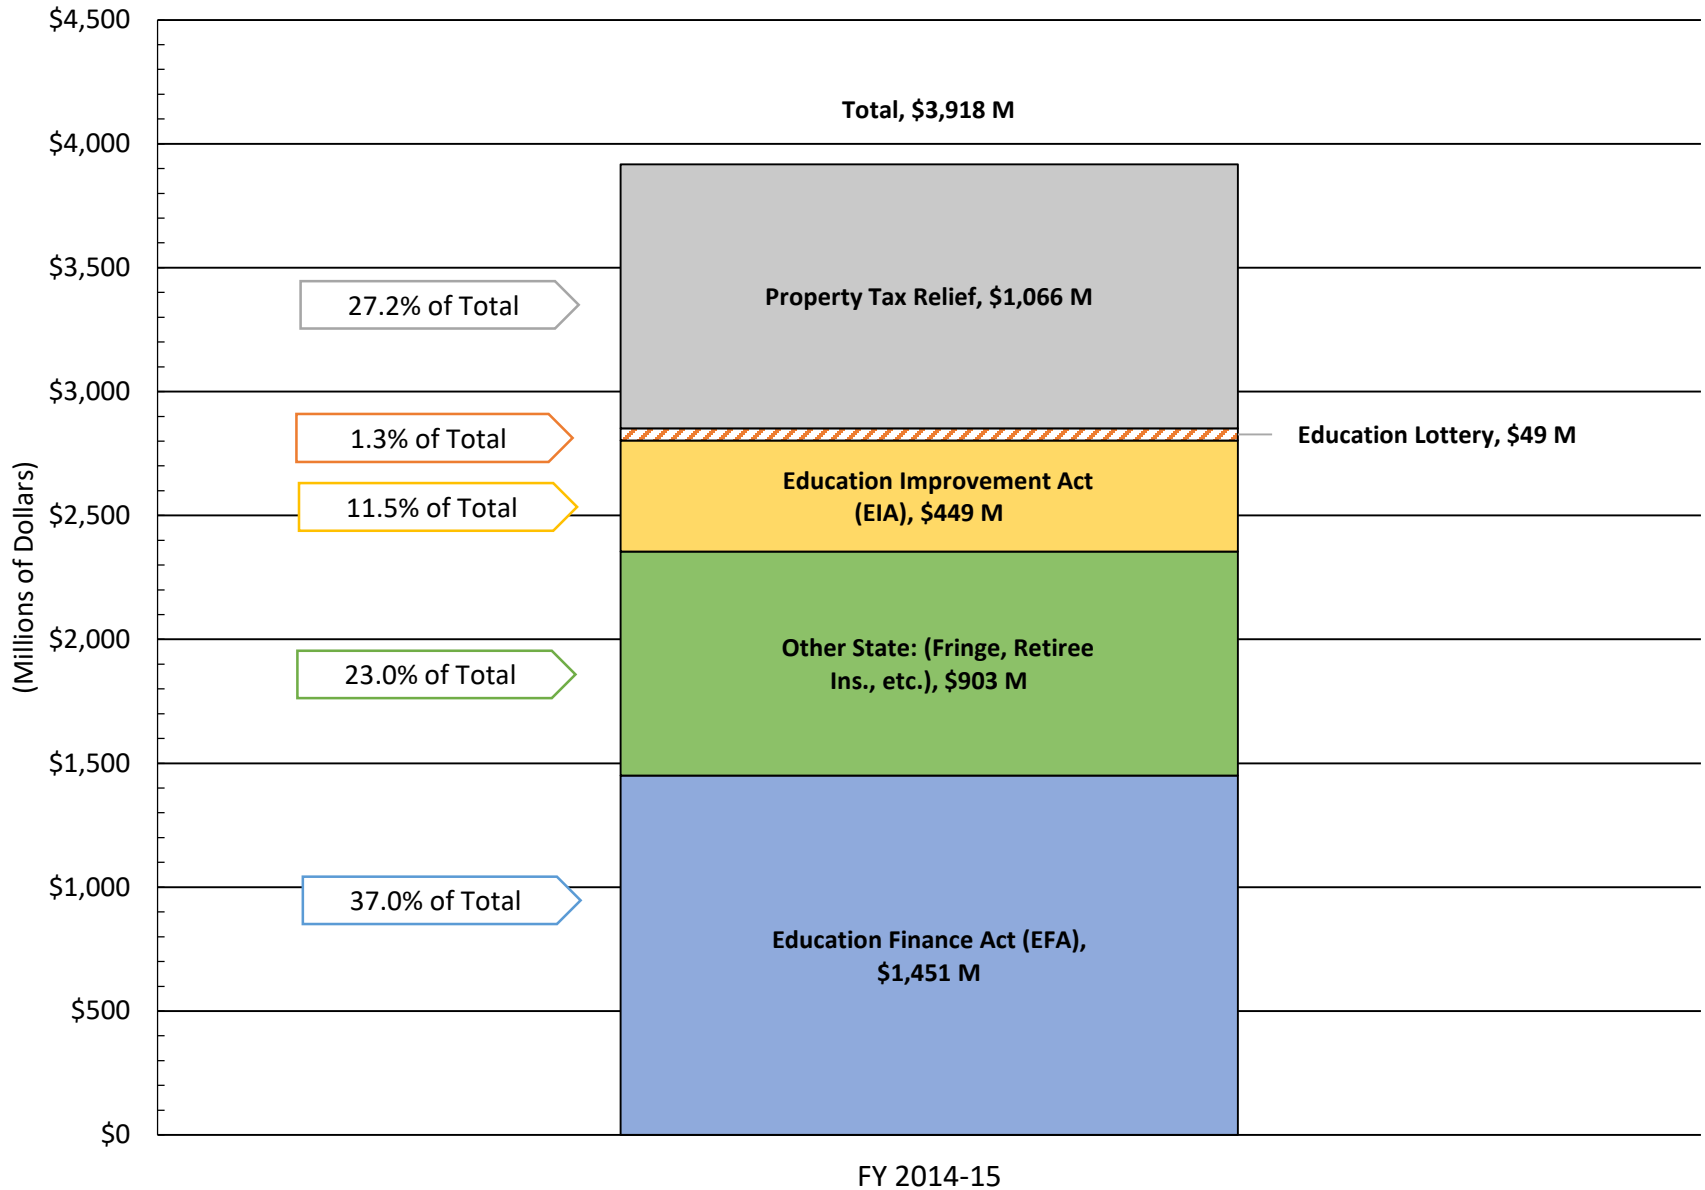 $4,500
Total, $3,918 M
$4,000
$3,500
Property Tax Relief, $1,066 M
27.2% of Total
$3,000
1.3% of Total
Education Lottery, $49 M
Education Improvement Act
(EIA), $449 M
11.5% of Total
$2,500
(Millions of Dollars)
$2,000
Other State: (Fringe, Retiree
Ins., etc.), $903 M
23.0% of Total
$1,500
$1,000
37.0% of Total
Education Finance Act (EFA),
$1,451 M
$500
$0
FY 2014-15